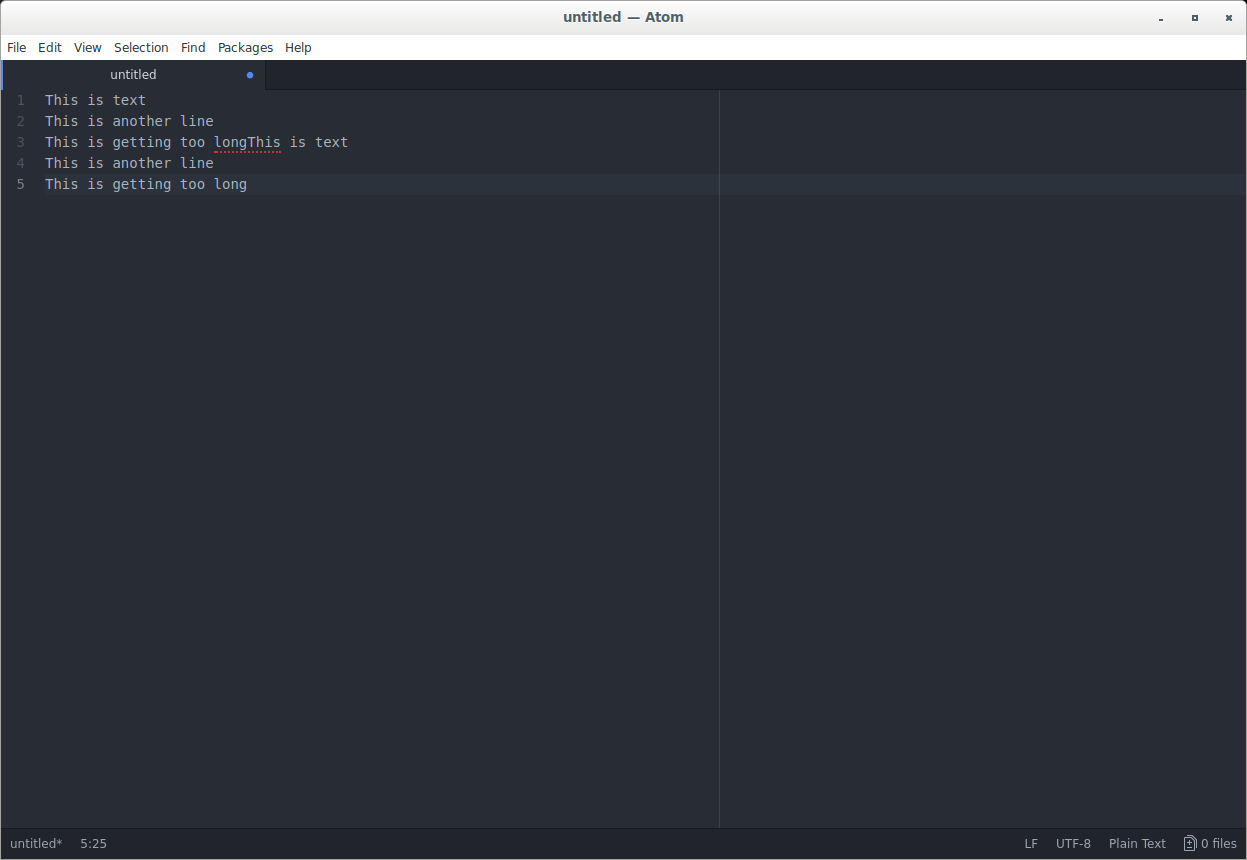 untitled — Atom
File Edit View Selection Find Packages Help
untitled
1 This is text
2 This is another line
3 This is getting too longThis is text
4 This is another line
5 This is getting too long
untitled* 5:25 LF UTF-8 Plain Text 0 files